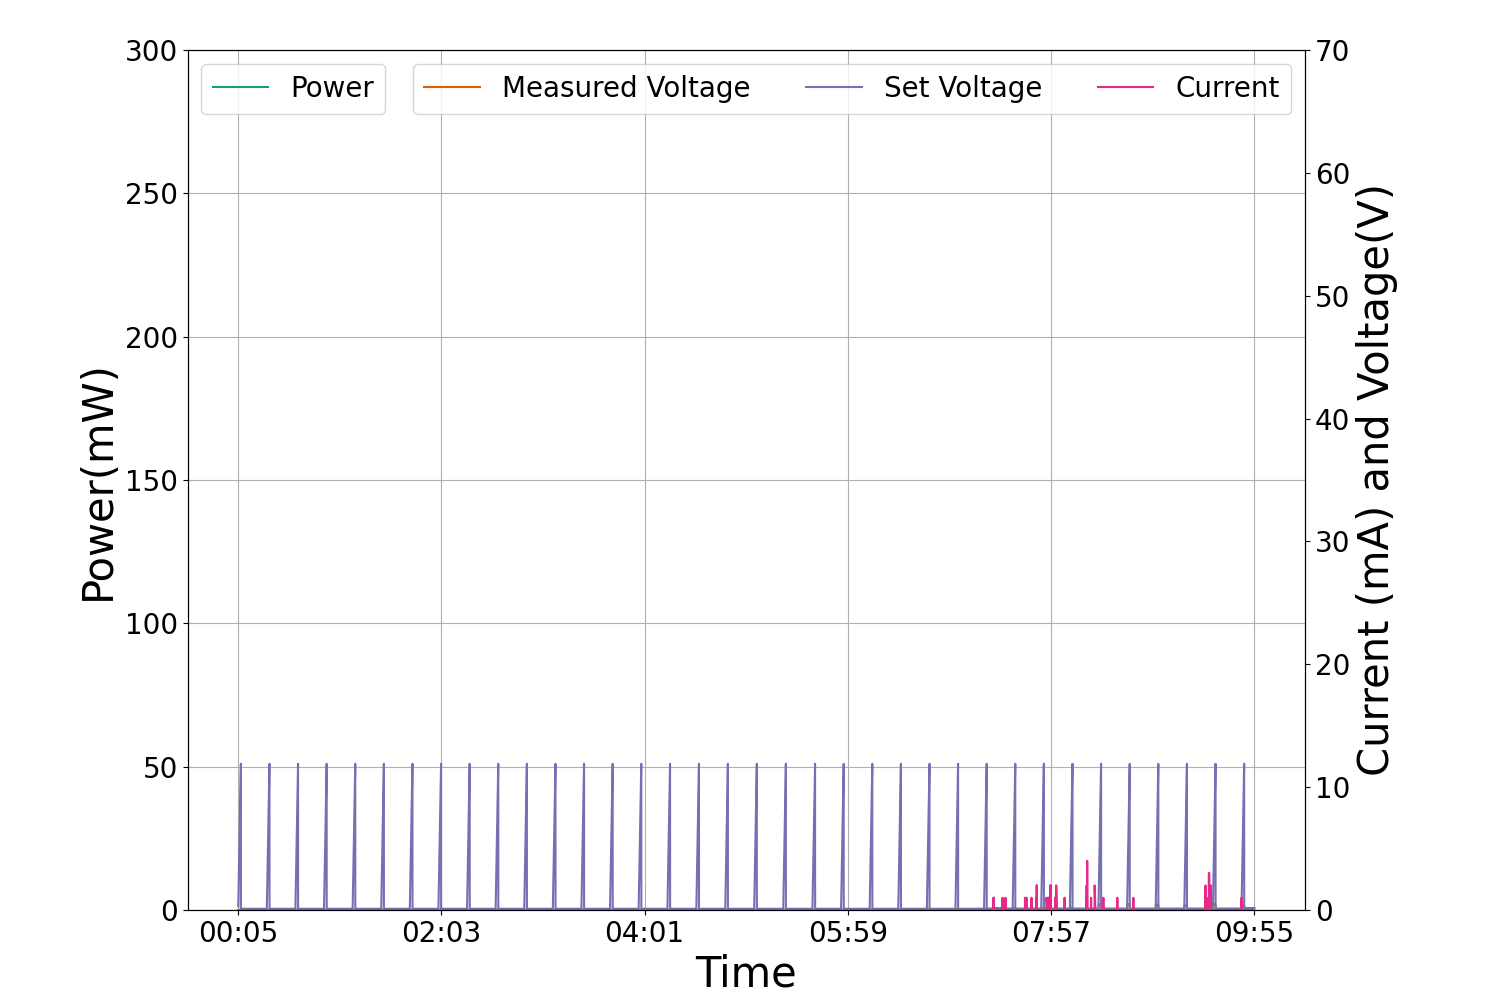 Power
Measured Voltage
Set Voltage
Current
300
250
200
150
100
50
0
Power(mW)
70
60
50
40
30
20
10
0
Current (mA) and Voltage(V)
00:05 02:03 04:01 05:59 07:57 09:55
Time